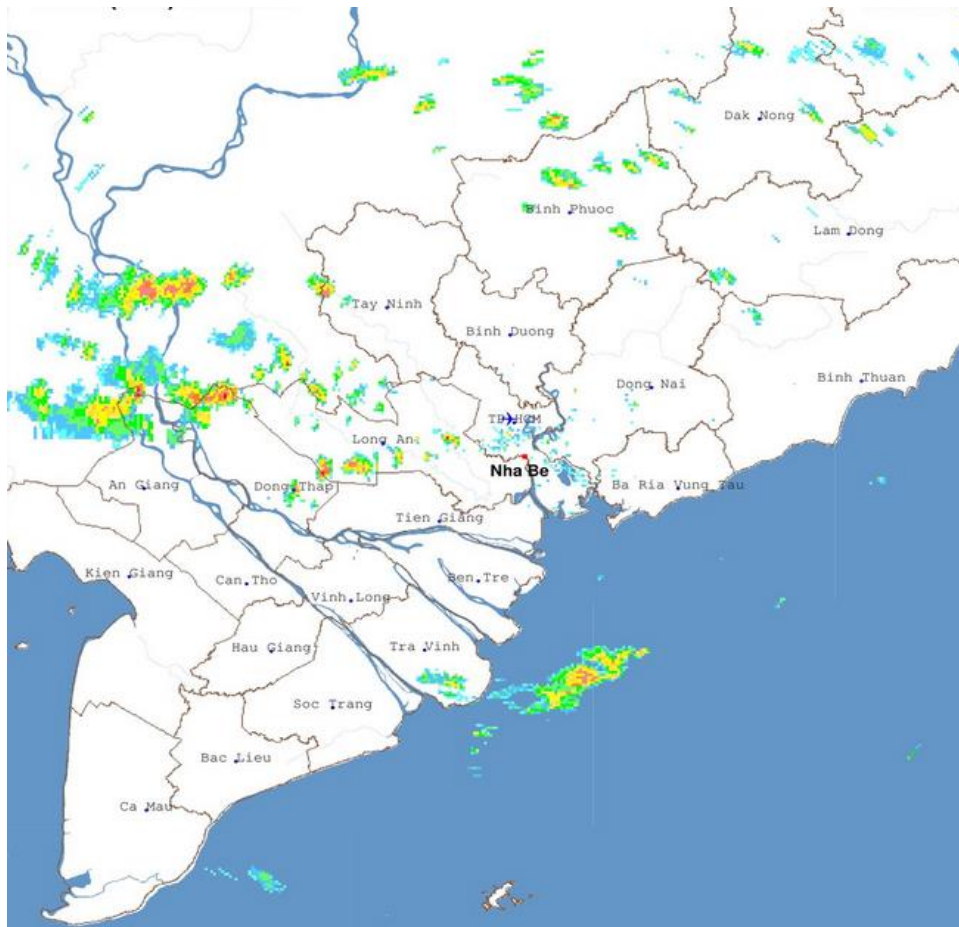 Dak Nong
Binh Phuoc
Lam Dong
Tay Ninh
Binh Duong
Binh Thuan
Dong Nai
TP HCM
Long An
Nha Be
An Giang
Dong Thap
Ba Ria Vung Tau
Tien Giang
Kien Giang
Can Tho
Ben Tre
Vinh Long
Hau Giang
Tra Vinh
Soc Trang
Bac Lieu
Ca Mau